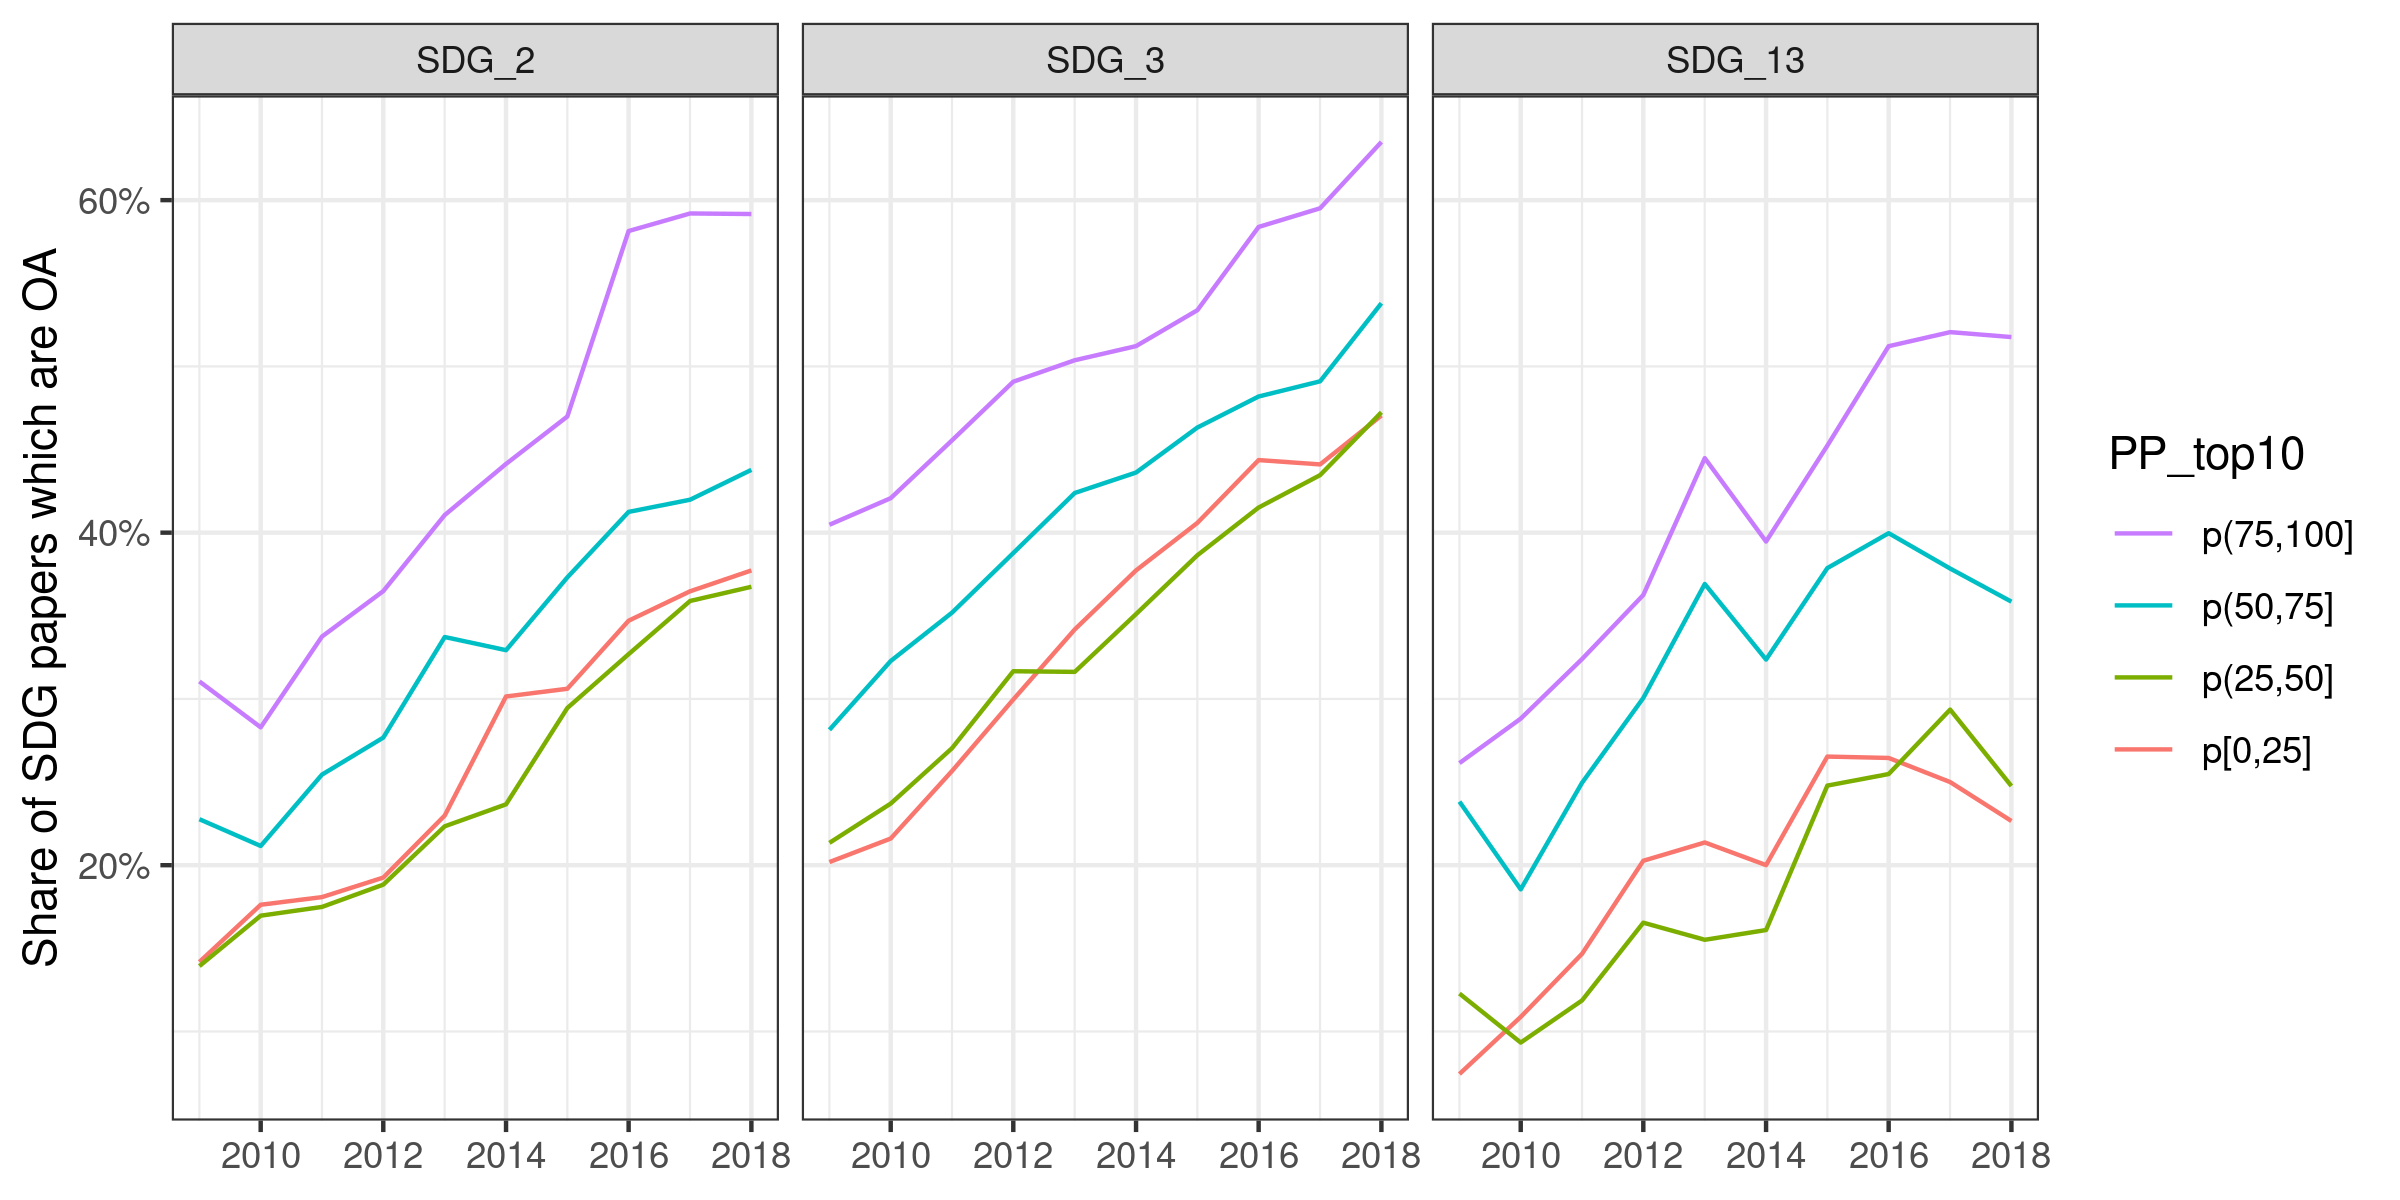 SDG_2
SDG_3
SDG_13
Share of SDG papers which are OA
60%
40%
20%
2010 2012 2014 2016 2018
2010 2012 2014 2016 2018
2010 2012 2014 2016 2018
PP_top10
p(75,100]
p(50,75]
p(25,50]
p[0,25]